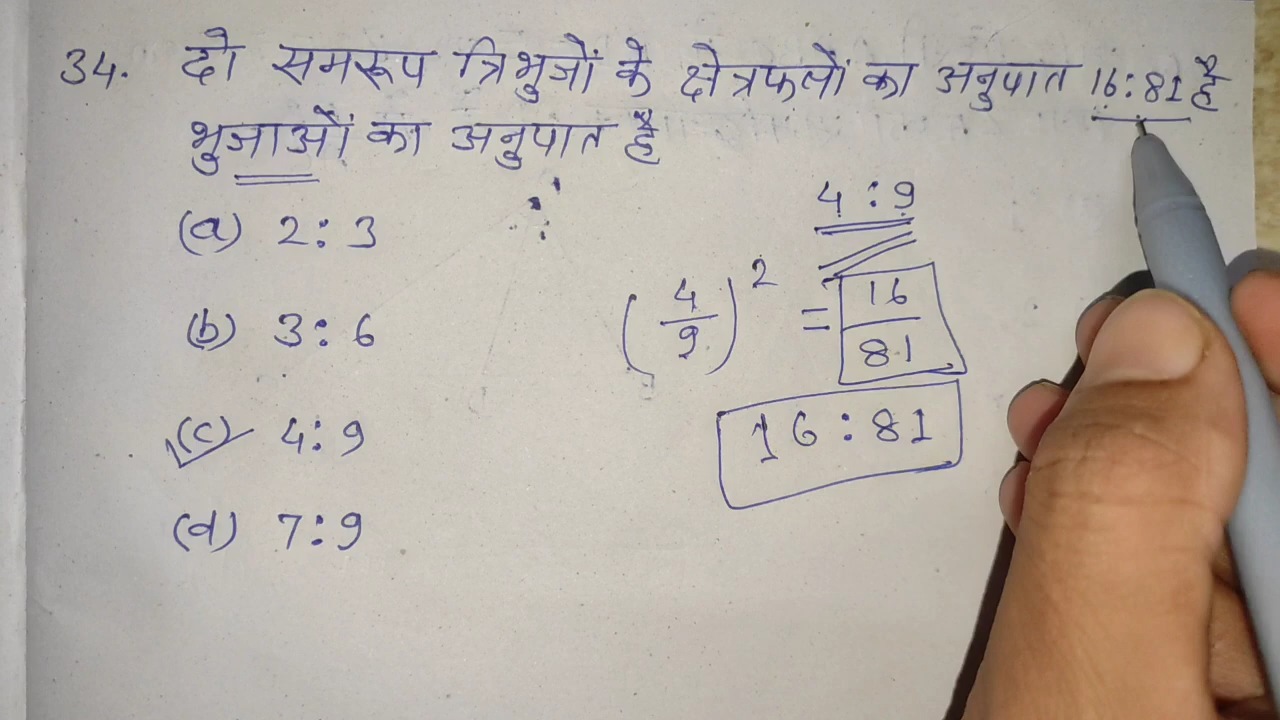 34. दो समरूप त्रिभुजों के क्षेत्रफलों का अनुपात 16:81 है
भुजाओं का अनुपात है
(a) 2:3
(b) 3:6
(c) 4:9
(d) 7:9
4:9
(4/9)² = 16/81
16:81